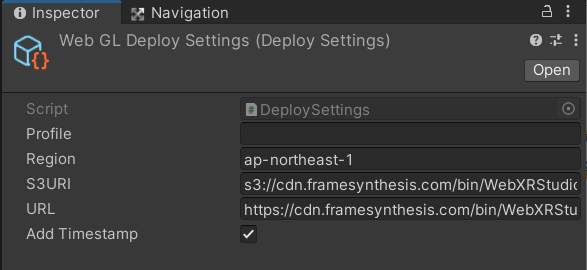 Inspector Navigation
Web GL Deploy Settings (Deploy Settings)
Open
Script DeploySettings
Profile
Region ap-northeast-1
S3URI s3://cdn.framesynthesis.com/bin/WebXRStudio
URL https://cdn.framesynthesis.com/bin/WebXRStu
Add Timestamp